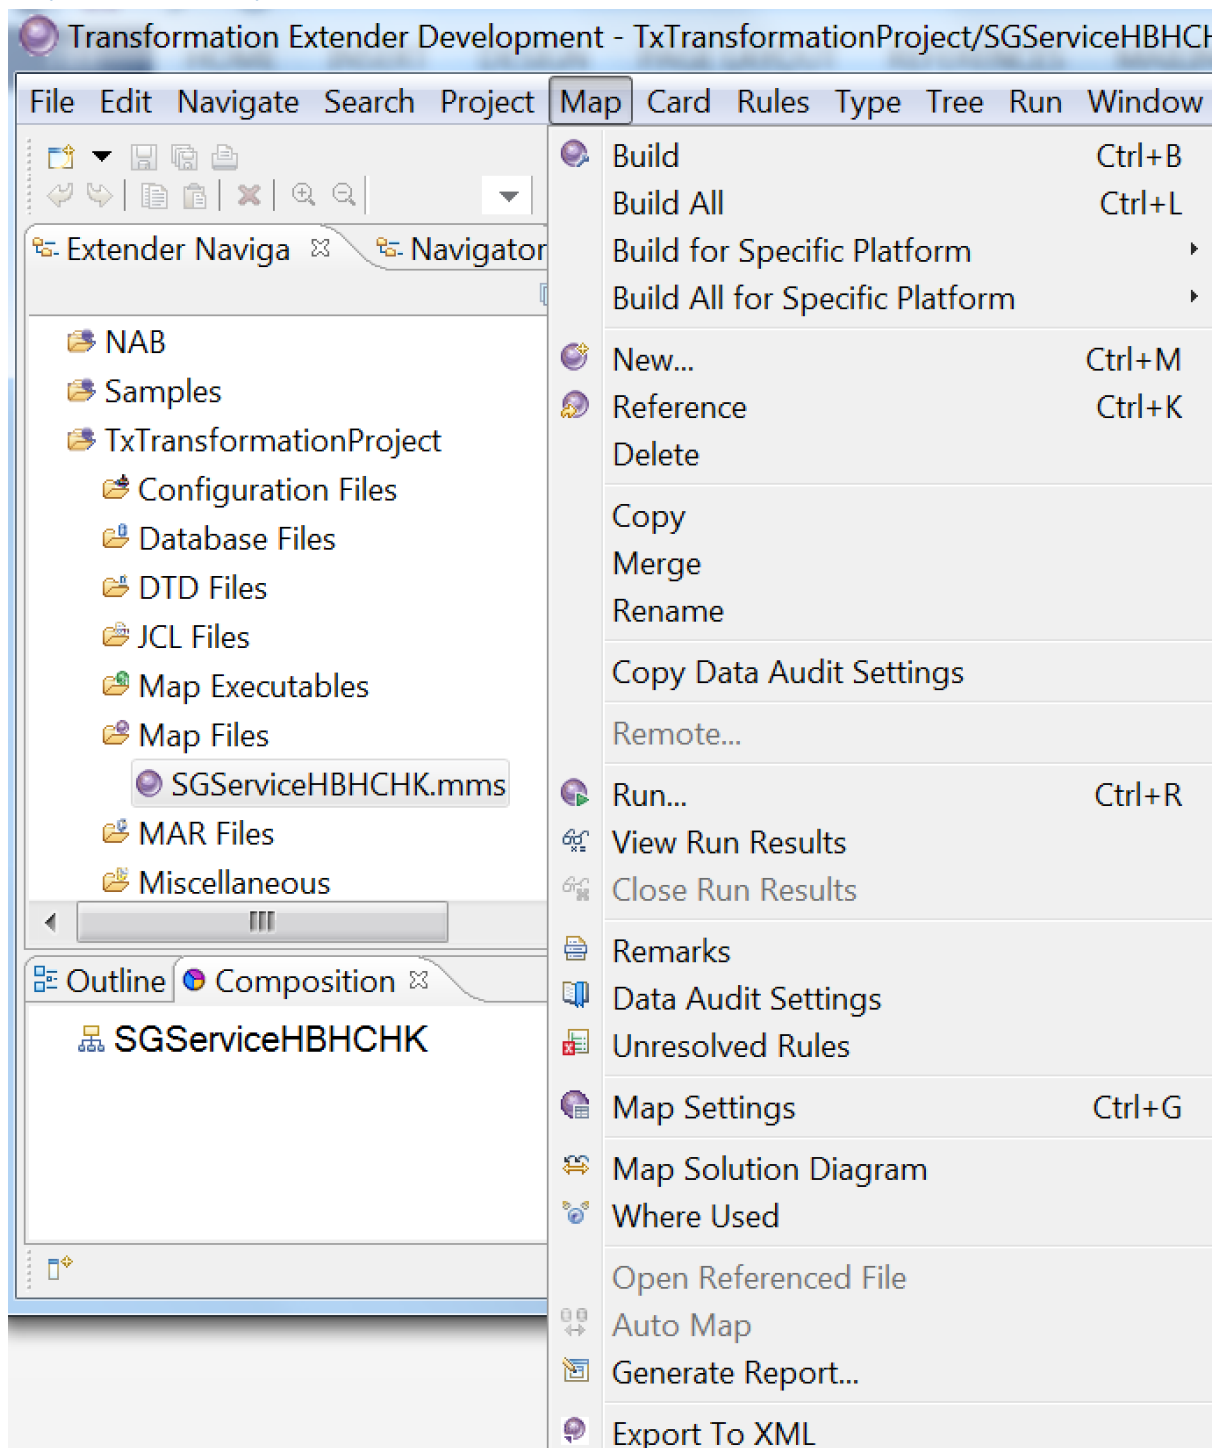 Transformation Extender Development - TxTransformationProject/SGServiceHBHCH
File Edit Navigate Search Project Map Card Rules Type Tree Run Window
Extender Naviga Navigator
NAB
Samples
TxTransformationProject
Configuration Files
Database Files
DTD Files
JCL Files
Map Executables
Map Files
SGServiceHBHCHK.mms
MAR Files
Miscellaneous
Outline Composition
SGServiceHBHCHK
Build Ctrl+B
Build All Ctrl+L
Build for Specific Platform
Build All for Specific Platform
New... Ctrl+M
Reference Ctrl+K
Delete
Copy
Merge
Rename
Copy Data Audit Settings
Remote...
Run... Ctrl+R
View Run Results
Close Run Results
Remarks
Data Audit Settings
Unresolved Rules
Map Settings Ctrl+G
Map Solution Diagram
Where Used
Open Referenced File
Auto Map
Generate Report...
Export To XML